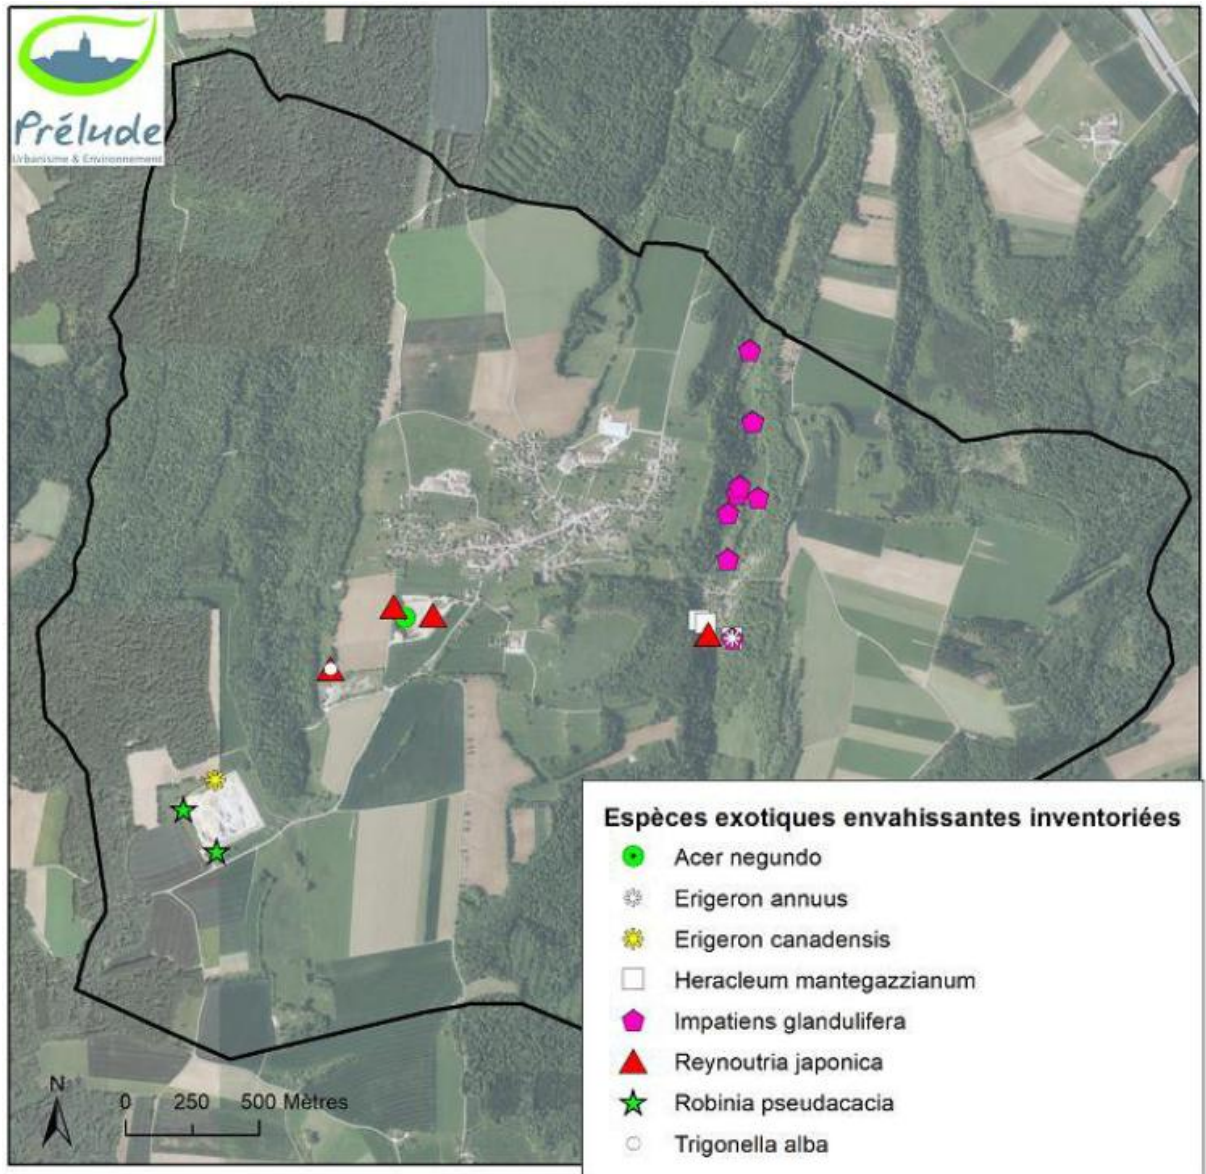 Prélude
Urbanisme & Environnement
Espèces exotiques envahissantes inventoriées
Acer negundo
Erigeron annuus
Erigeron canadensis
Heracleum mantegazzianum
Impatiens glandulifera
Reynoutria japonica
Robinia pseudacacia
Trigonella alba
N
0 250 500 Mètres